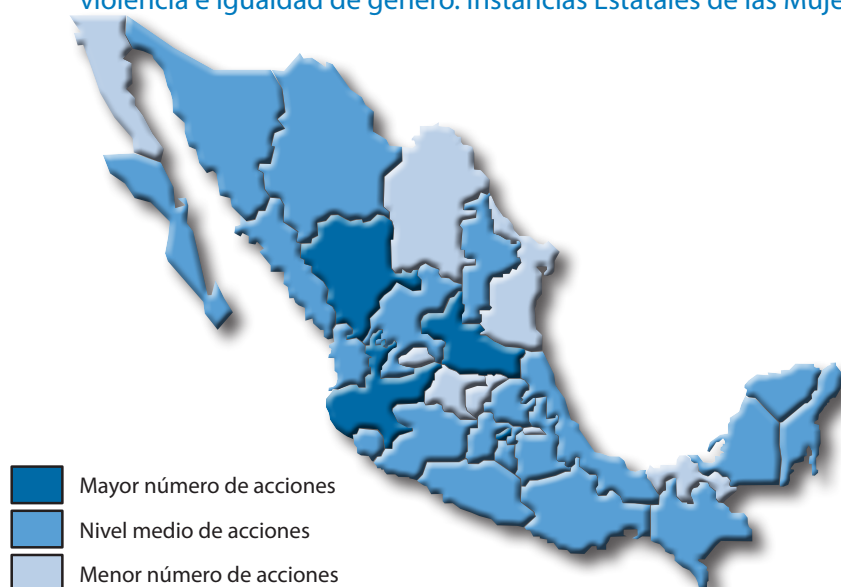 violencia e igualdad de género. Instancias Estatales de las
Mayor número de acciones
Nivel medio de acciones
Menor número de acciones